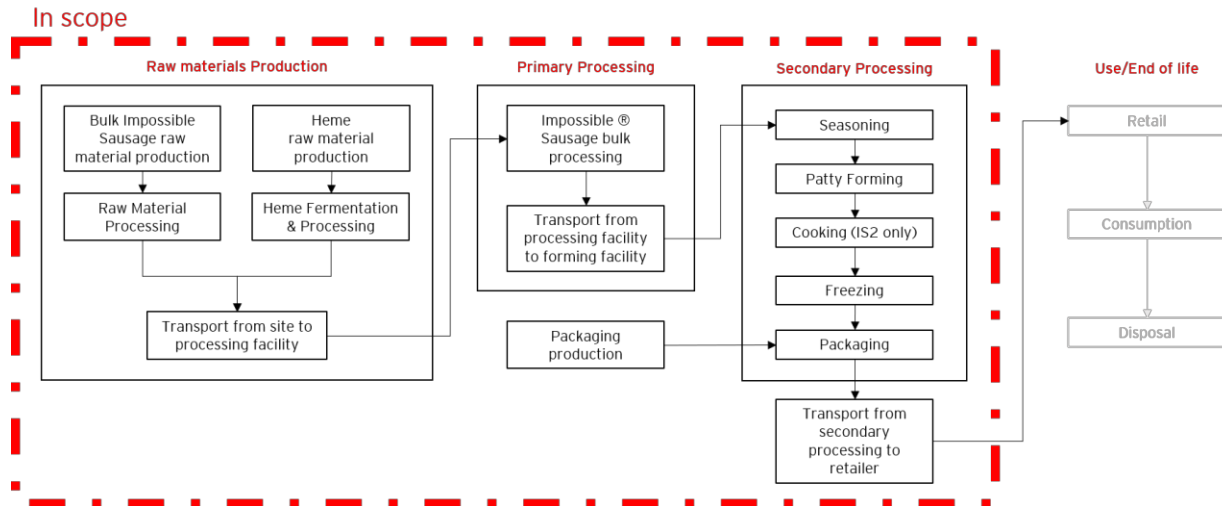 In scope
Raw materials Production
Primary Processing
Secondary Processing
Use/End of life
Bulk Impossible
Sausage raw
material production
Heme
raw material
production
Raw Material
Processing
Heme Fermentation
& Processing
Transport from site to
processing facility
Impossible ®
Sausage bulk
processing
Transport from
processing facility
to forming facility
Packaging
production
Seasoning
Patty Forming
Cooking (IS2 only)
Freezing
Packaging
Transport from
secondary
processing to
retailer
Retail
Consumption
Disposal